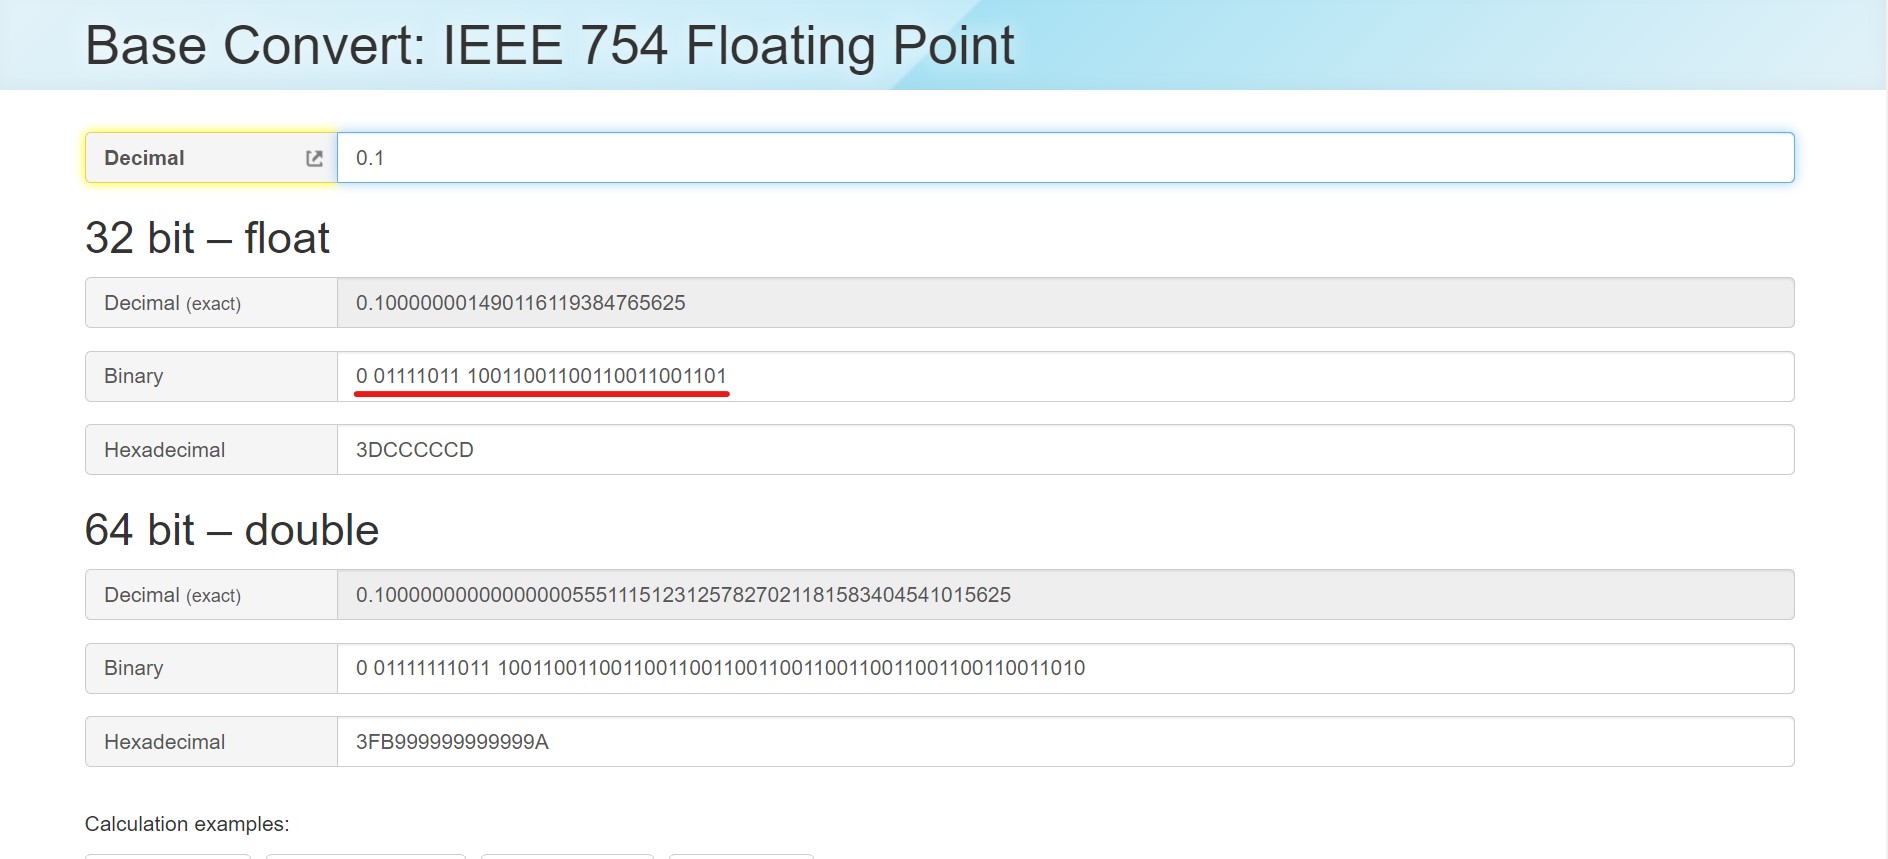 Base Convert: IEEE 754 Floating Point
Decimal 0.1
32 bit – float
Decimal (exact) 0.100000001490116119384765625
Binary 0 01111011 10011001100110011001101
Hexadecimal 3DCCCCCD
64 bit – double
Decimal (exact) 0.1000000000000000055511151231257827021181583404541015625
Binary 0 01111111011 1001100110011001100110011001100110011001100110011010
Hexadecimal 3FB999999999999A
Calculation examples: